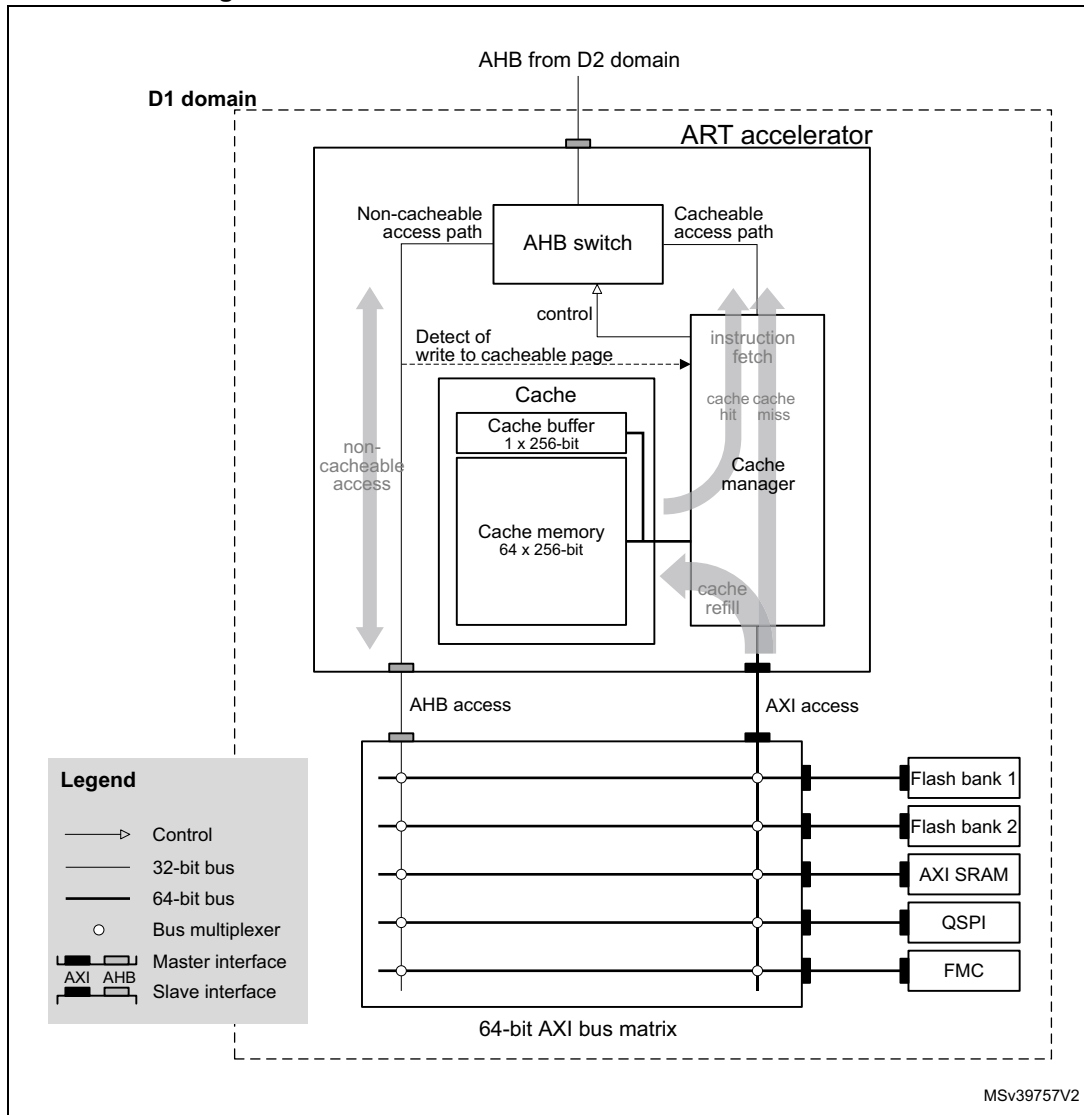 AHB from D2 domain
D1 domain
ART accelerator
Non-cacheable
access path
AHB switch
Cacheable
access path
control
Detect of
write to cacheable page
instruction
fetch
Cache
Cache buffer
1 x 256-bit
cache
hit
cache
miss
non-
cacheable
access
Cache
manager
Cache memory
64 x 256-bit
cache
refill
AHB access
AXI access
Flash bank 1
Flash bank 2
AXI SRAM
QSPI
FMC
64-bit AXI bus matrix
Legend
Control
32-bit bus
64-bit bus
Bus multiplexer
Master interface
AXI AHB
Slave interface
MSv39757V2